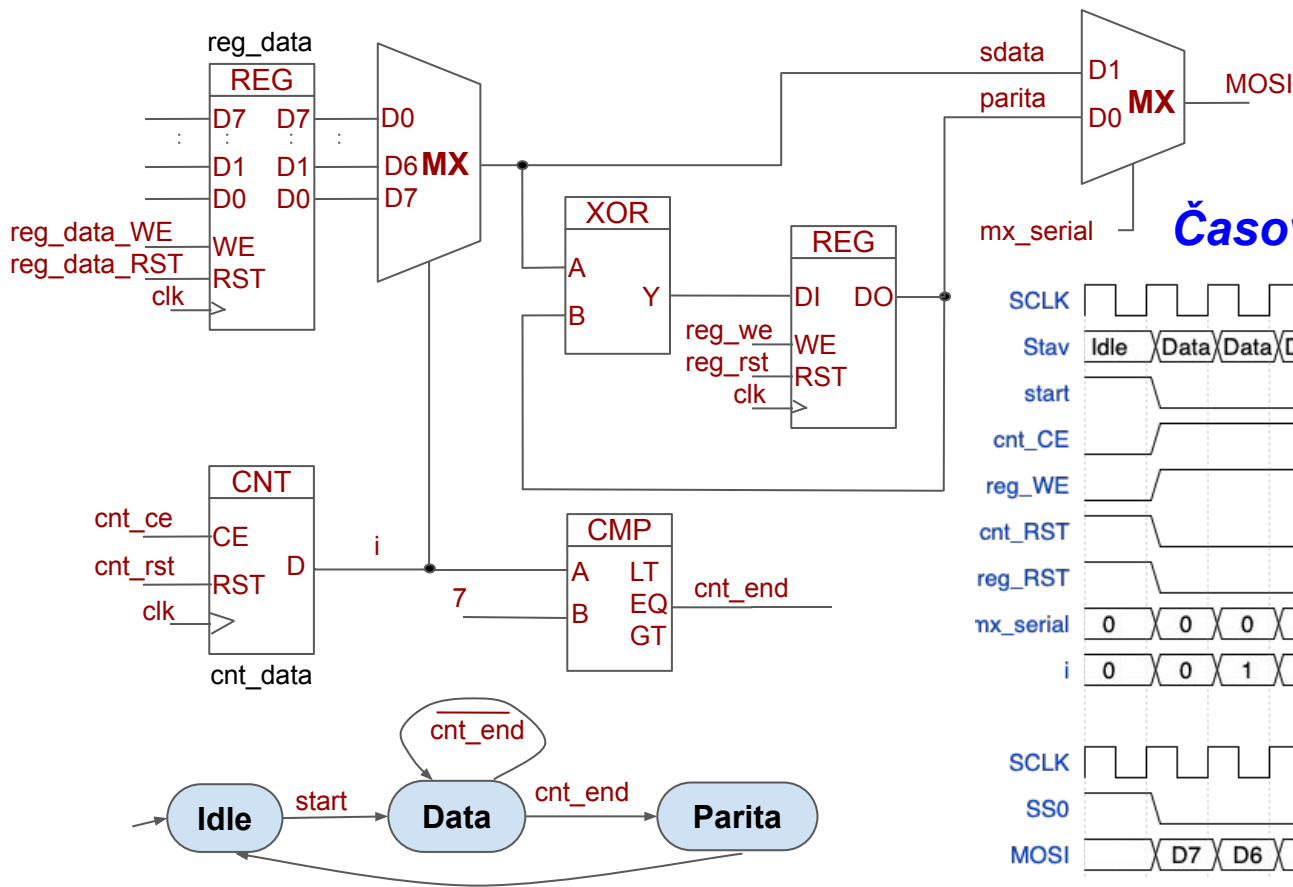 reg_data
REG
D7 D7
: : : :
D1 D1
D0 D0
WE
RST
reg_data_WE
reg_data_RST
clk
D0
D6 MX
D7
sdata
parita
D1
D0 MX
MOSI
mx_serial
XOR
A
B
Y
REG
DI DO
WE
RST
reg_we
reg_rst
clk
CNT
CE
RST
D
cnt_ce
cnt_rst
clk
cnt_data
i
7
CMP
A LT
B EQ
GT
cnt_end
cnt_end
Idle
start
Data
cnt_end
Parita
Časov
SCLK
Stav Idle Data Data D
start
cnt_CE
reg_WE
cnt_RST
reg_RST
mx_serial 0 0 0
i 0 0 1
SCLK
SS0
MOSI D7 D6